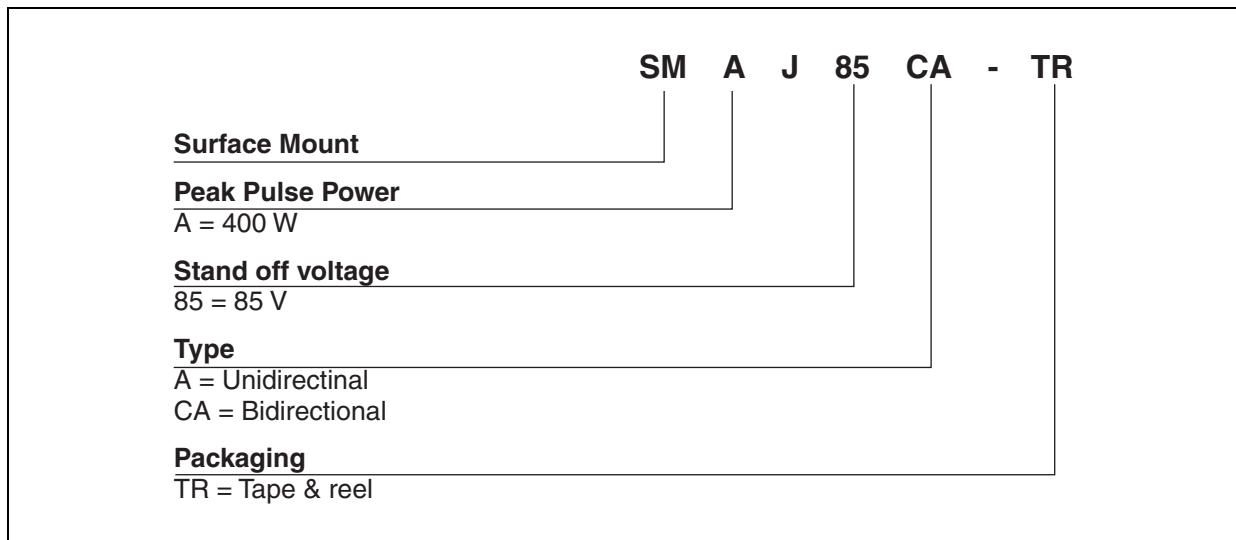 SM A J 85 CA - TR
Surface Mount
Peak Pulse Power
A = 400 W
Stand off voltage
85 = 85 V
Type
A = Unidirectinal
CA = Bidirectional
Packaging
TR = Tape & reel